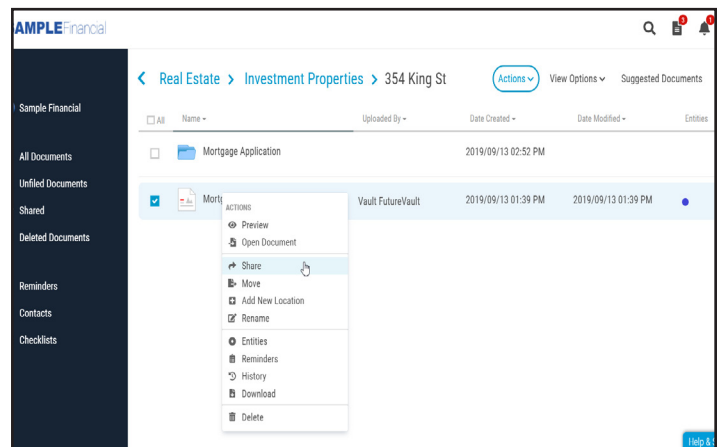 AMPLEFinancial
Real Estate > Investment Properties > 354 King St
Actions
View Options
Suggested Documents
Sample Financial
All Documents
Unfiled Documents
Shared
Deleted Documents
Reminders
Contacts
Checklists
All Name Uploaded By Date Created Date Modified Entities
Mortgage Application 2019/09/13 02:52 PM
Vault FutureVault 2019/09/13 01:39 PM 2019/09/13 01:39 PM
ACTIONS
Preview
Open Document
Share
Move
Add New Location
Rename
Entities
Reminders
History
Download
Delete
Help &